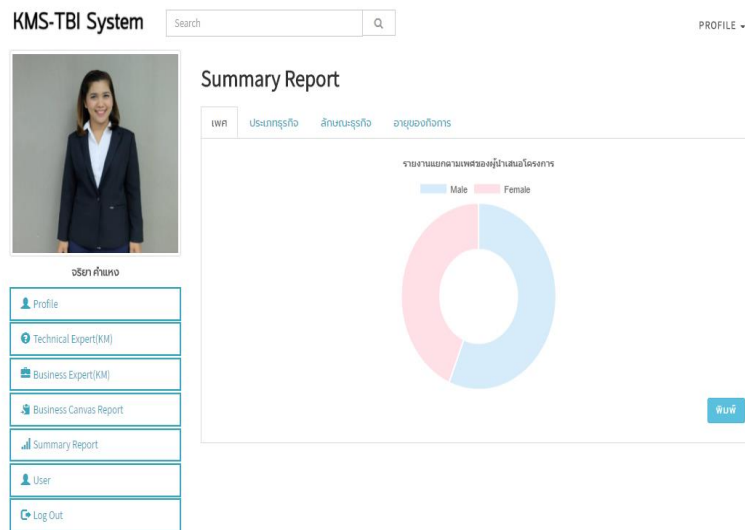 KMS-TBI System
Search
PROFILE
Summary Report
เพศ
ประเภทธุรกิจ
ลักษณะธุรกิจ
อายุของกิจการ
รายงานแยกตามเพศของผู้นำเสนอโครงการ
Male
Female
จริยา คำแหง
Profile
Technical Expert(KM)
Business Expert(KM)
Business Canvas Report
Summary Report
User
Log Out
พิมพ์